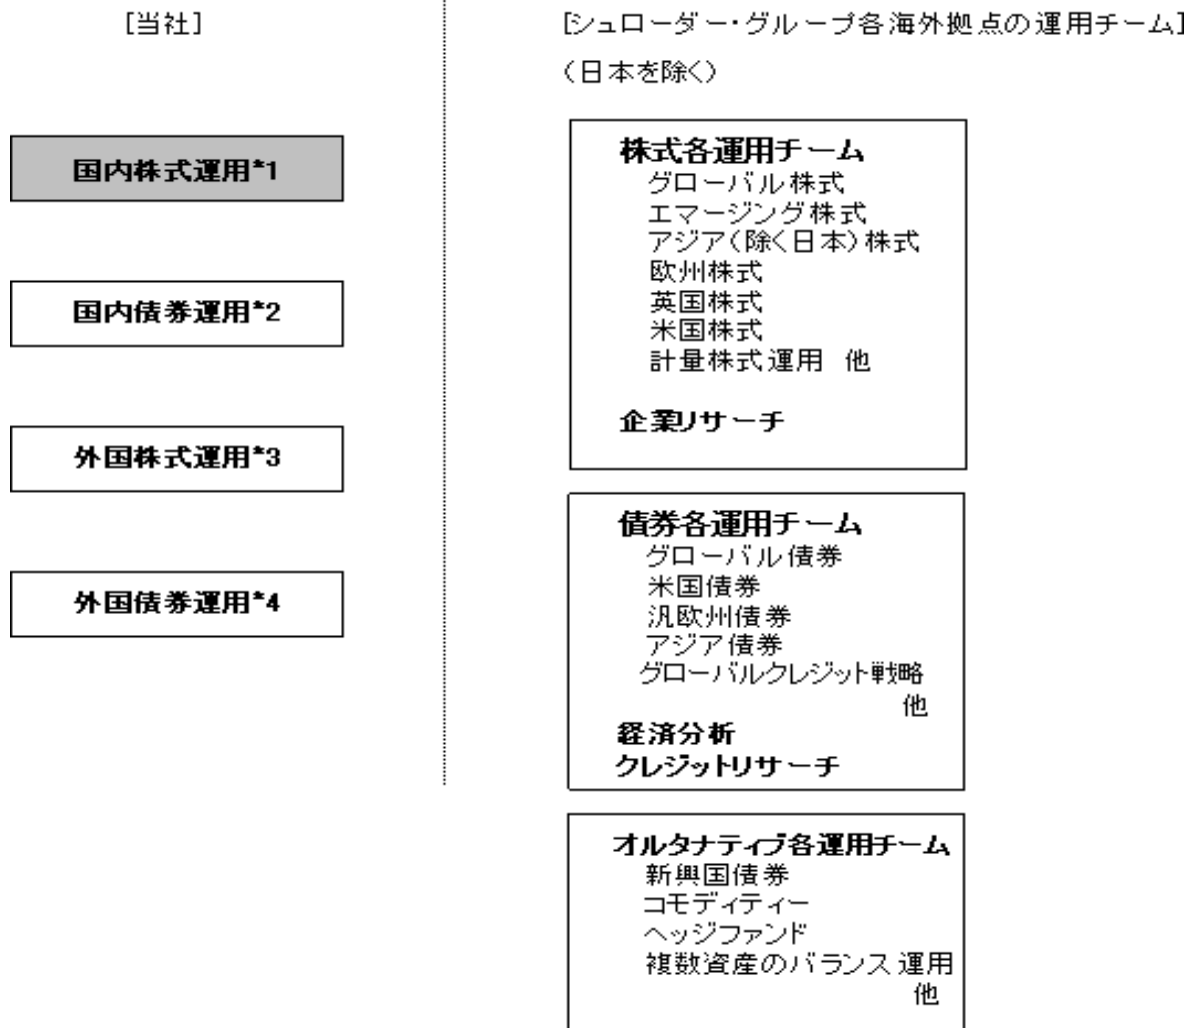 [当社]
[シュローダー・グループ各海外拠点の運用チーム]
（日本を除く）
国内株式運用*1
国内債券運用*2
外国株式運用*3
外国債券運用*4
株式各運用チーム
グローバル株式
エマージング株式
アジア（除く日本）株式
欧州株式
英国株式
米国株式
計量株式運用 他
企業リサーチ
債券各運用チーム
グローバル債券
米国債券
汎欧州債券
アジア債券
グローバルクレジット戦略
他
経済分析
クレジットリサーチ
オルタナティブ各運用チーム
新興国債券
コモディティー
ヘッジファンド
複数資産のバランス運用
他